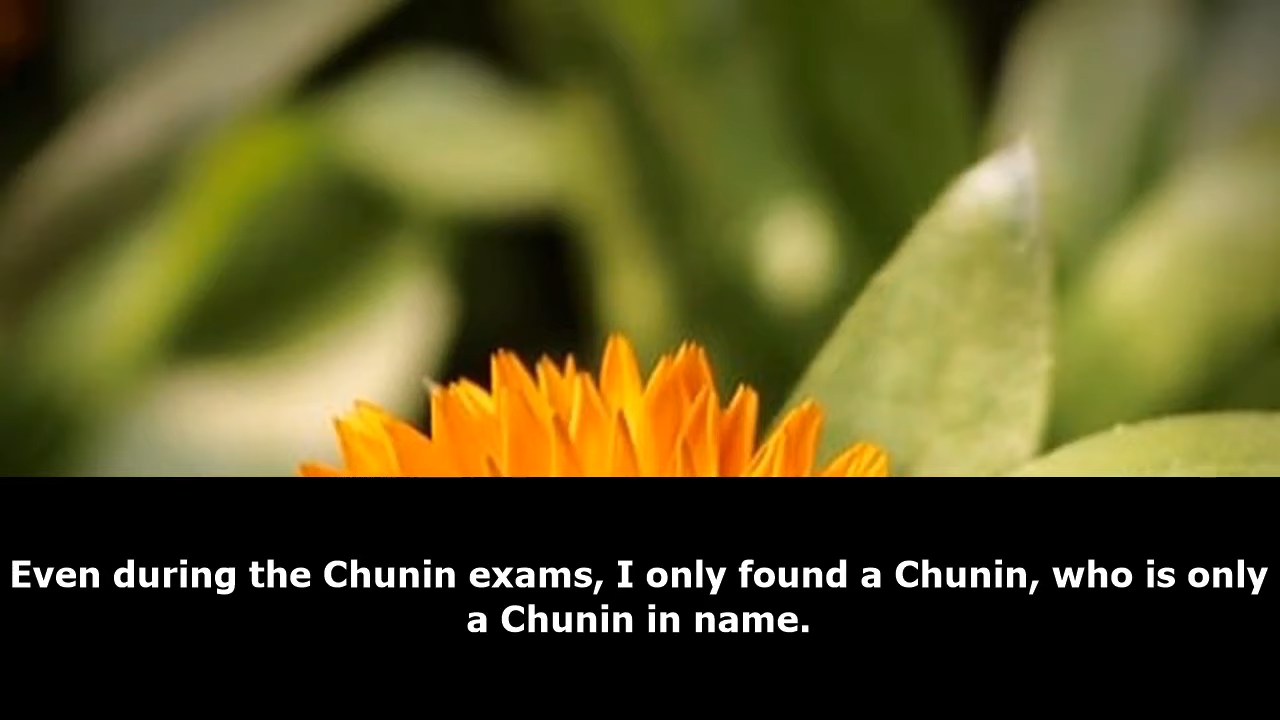 Even during the Chunin exams, I only found a Chunin, who is only
a Chunin in name.